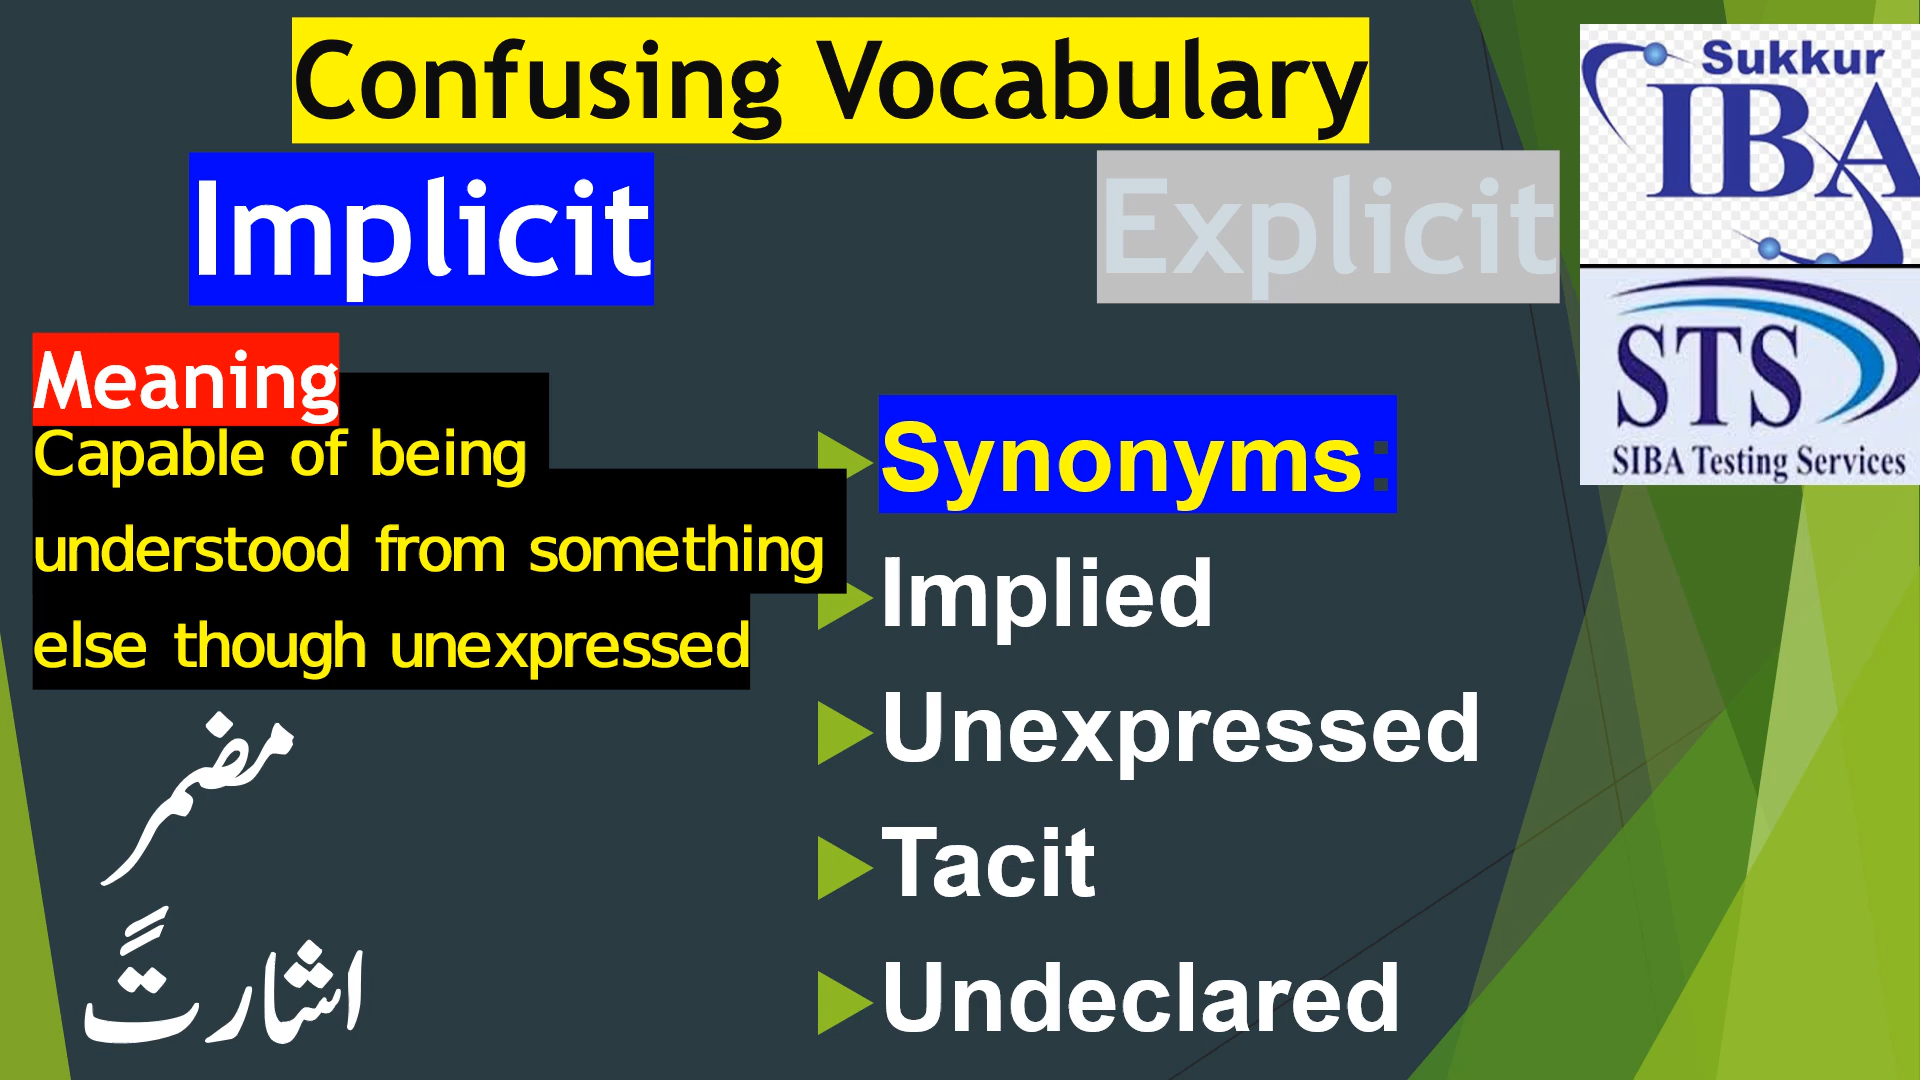 Confusing Vocabulary
Implicit
Explicit
Sukkur
IBA
STS
SIBA Testing Services
Meaning
Capable of being
understood from something
else though unexpressed
مضمر
اشارتاً
Synonyms:
Implied
Unexpressed
Tacit
Undeclared